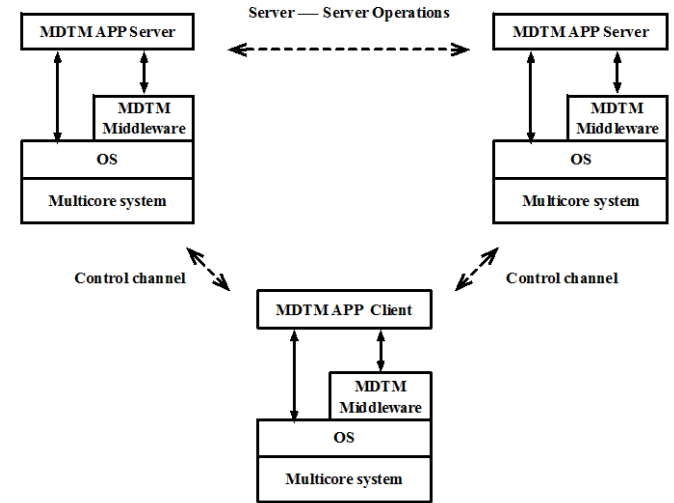 Server — Server Operations
MDTM APP Server
MDTM APP Server
MDTM
Middleware
MDTM
Middleware
OS
OS
Multicore system
Multicore system
Control channel
Control channel
MDTM APP Client
MDTM
Middleware
OS
Multicore system